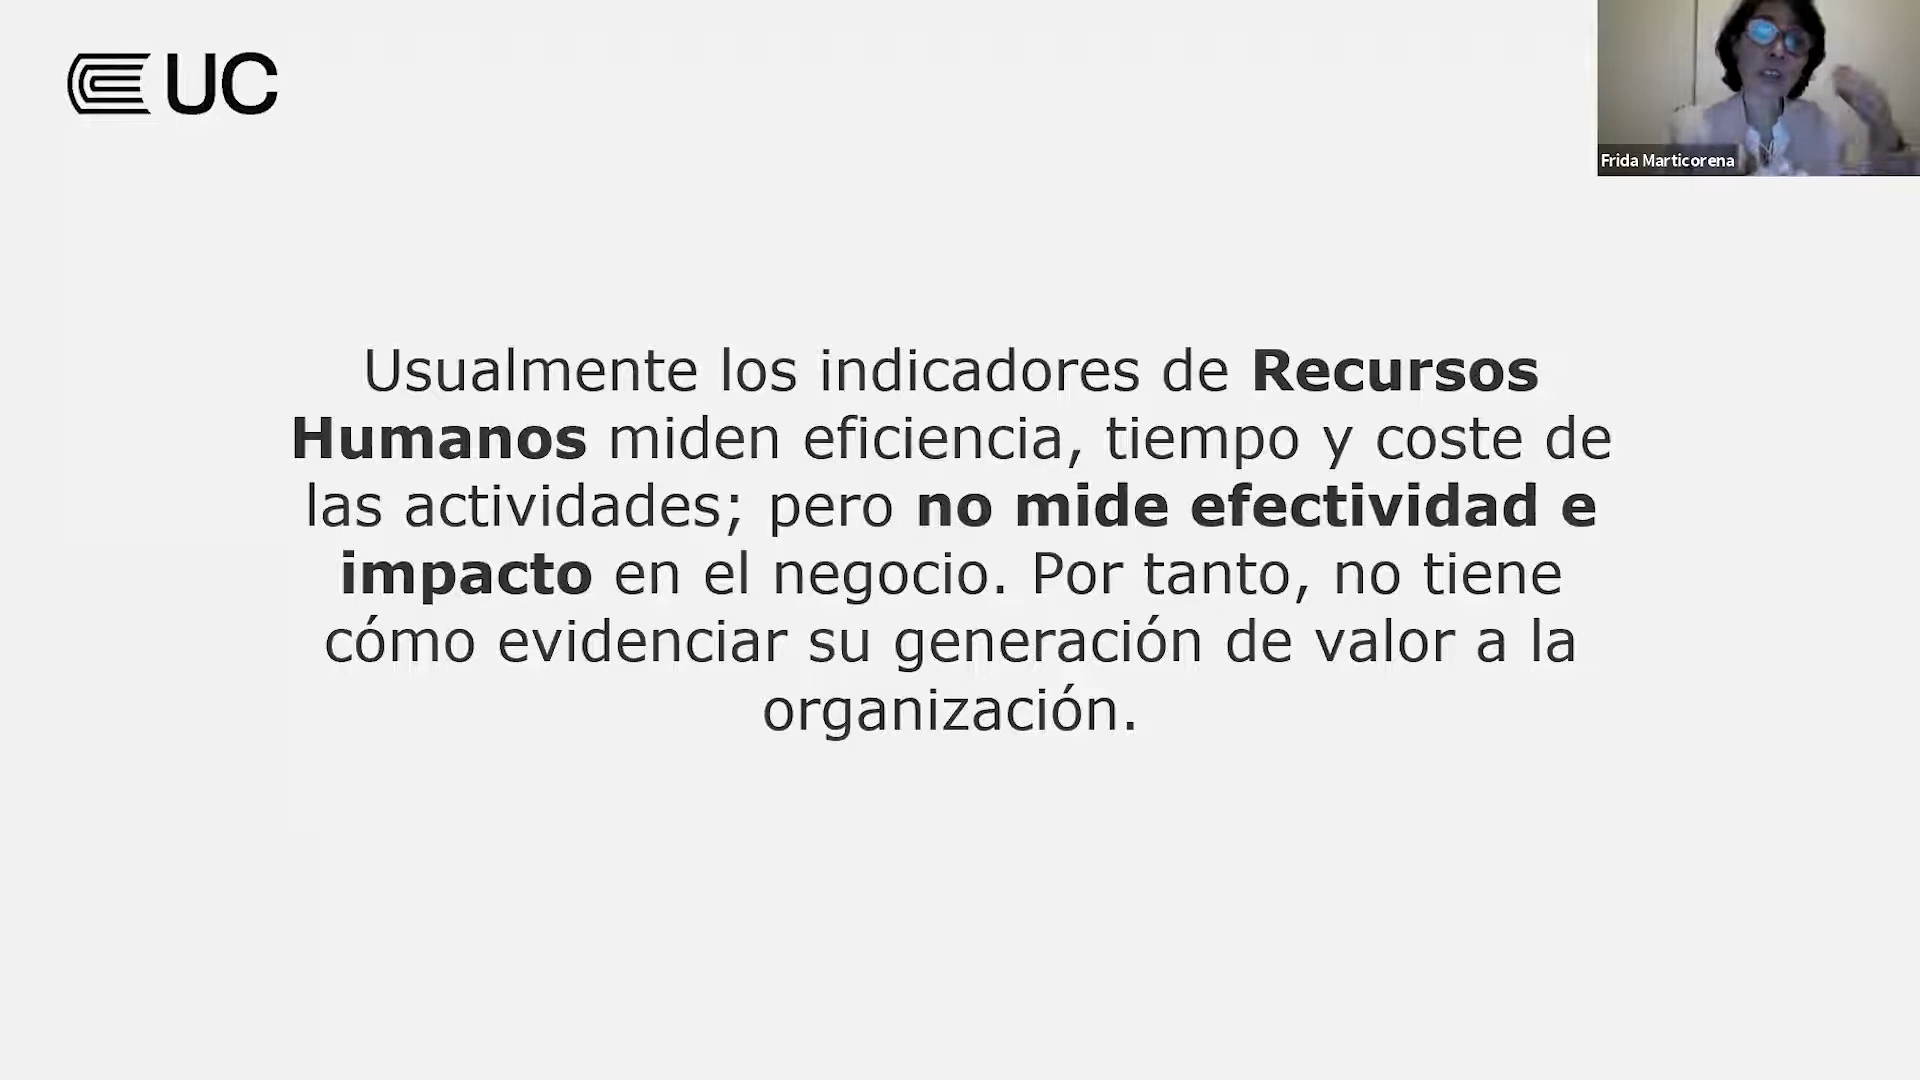 UC
Frida Marticorena
Usualmente los indicadores de Recursos
Humanos miden eficiencia, tiempo y coste de
las actividades; pero no mide efectividad e
impacto en el negocio. Por tanto, no tiene
cómo evidenciar su generación de valor a la
organización.